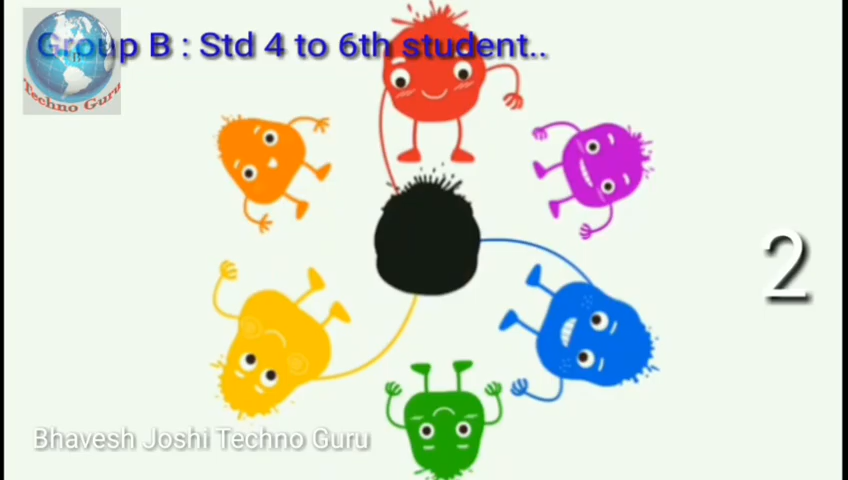 Group B : Std 4 to 6th student..
Techno Guru
2
Bhavesh Joshi Techno Guru